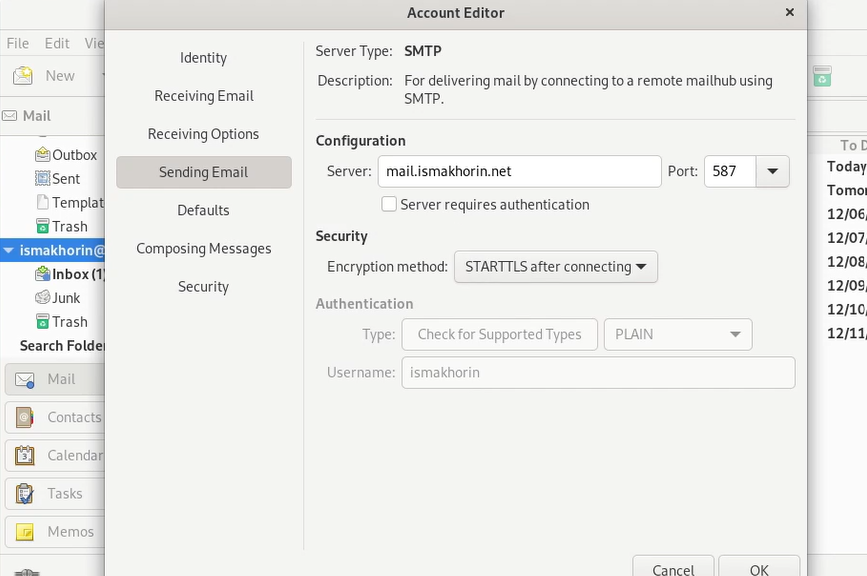 Account Editor
File Edit
New
Mail
Outbox
Sent
Trash
ismakhorin@
Inbox (1)
Junk
Trash
Search Folde
Mail
Contacts
Calendar
Tasks
Memos
Identity
Receiving Email
Receiving Options
Sending Email
Defaults
Composing Messages
Security
Server Type: SMTP
Description: For delivering mail by connecting to a remote mailhub using
SMTP.
Configuration
Server: mail.ismakhorin.net Port: 587
Server requires authentication
Security
Encryption method: STARTTLS after connecting
Authentication
Type: Check for Supported Types PLAIN
Username: ismakhorin
Cancel OK
To D
Today
Tomor
12/06/
12/07/
12/08/
12/09/
12/10/
12/11/